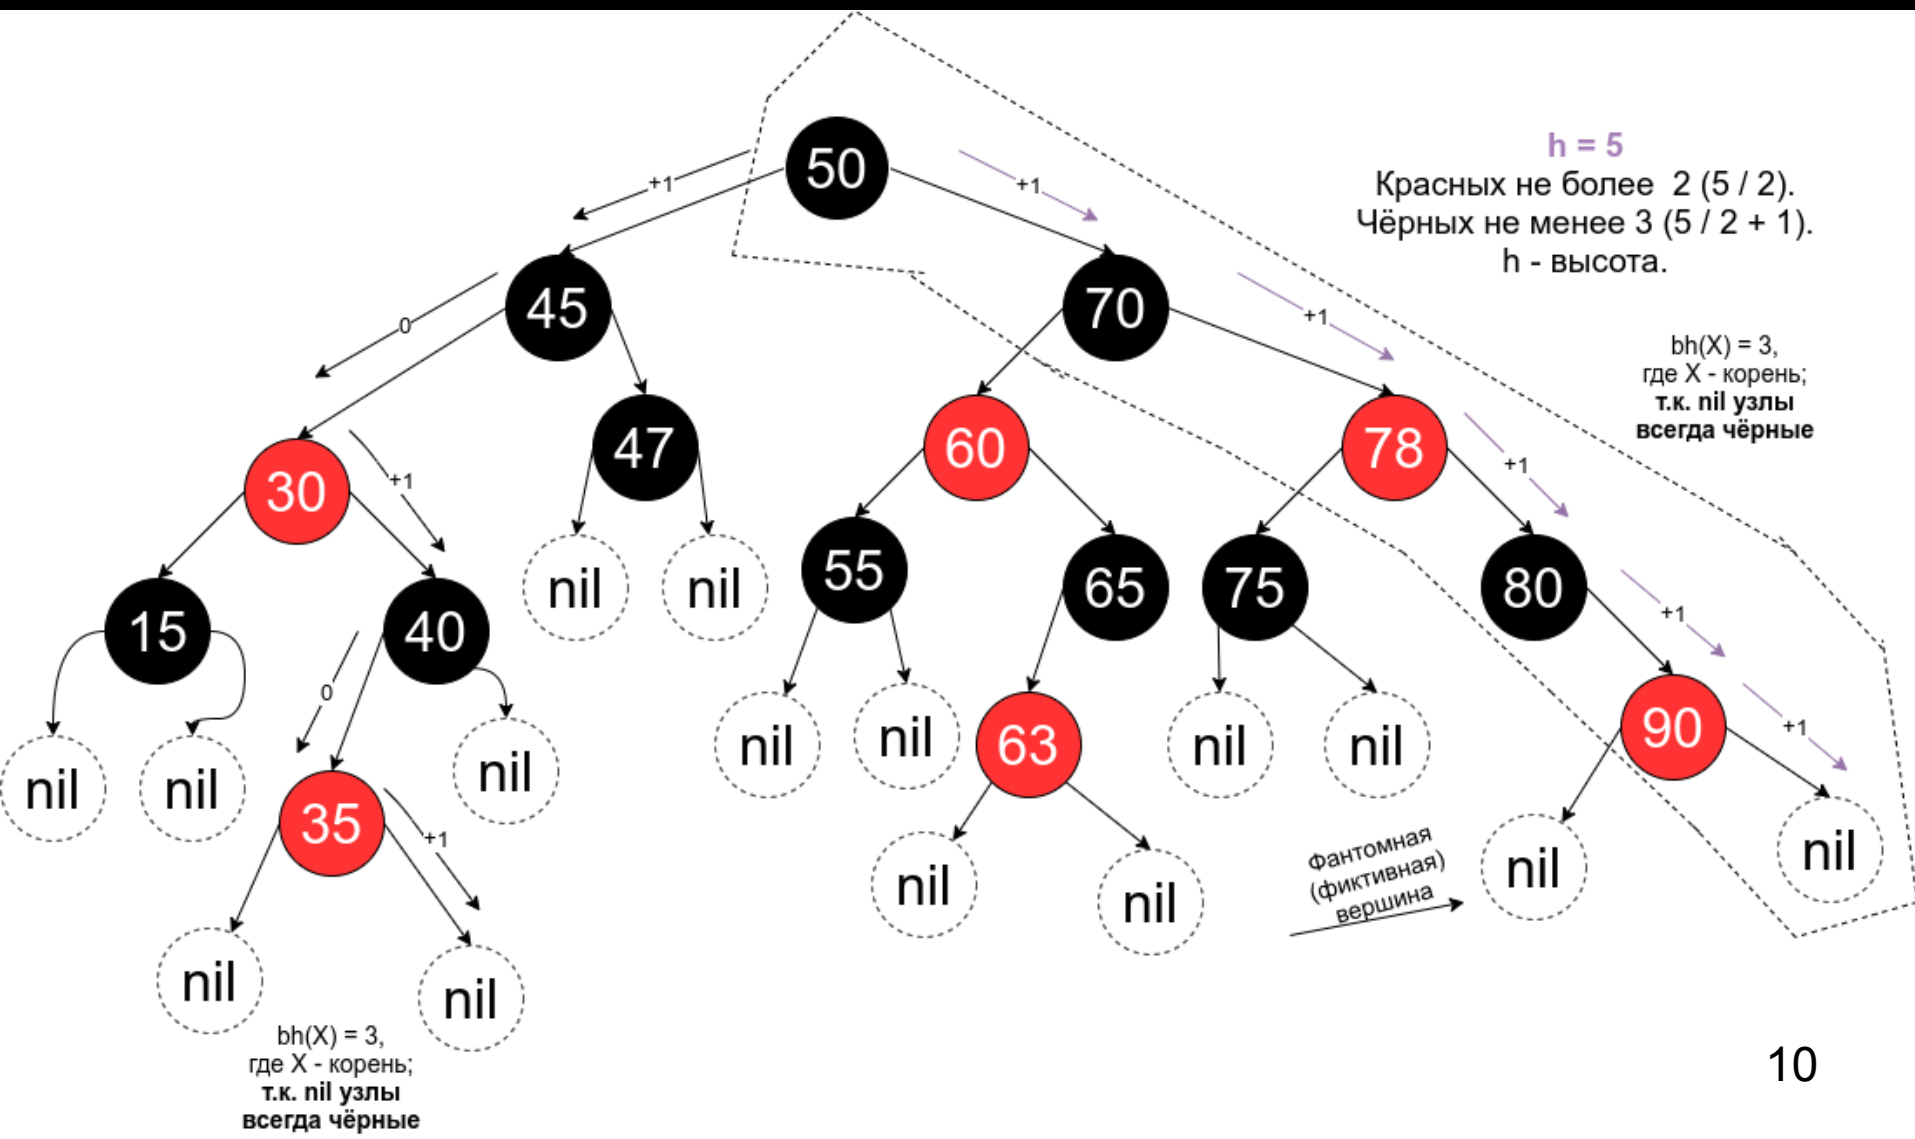 50
+1
+1
h = 5
Красных не более 2 (5 / 2).
Чёрных не менее 3 (5 / 2 + 1).
h - высота.
45
70
0
+1
bh(X) = 3,
где X - корень;
т.к. nil узлы
всегда чёрные
30
47
60
78
+1
+1
15
40
nil
nil
55
65
75
80
+1
0
nil
nil
nil
35
+1
nil
nil
63
nil
nil
90
+1
nil
nil
nil
nil
Фантомная
(фиктивная)
вершина
nil
nil
bh(X) = 3,
где X - корень;
т.к. nil узлы
всегда чёрные
10